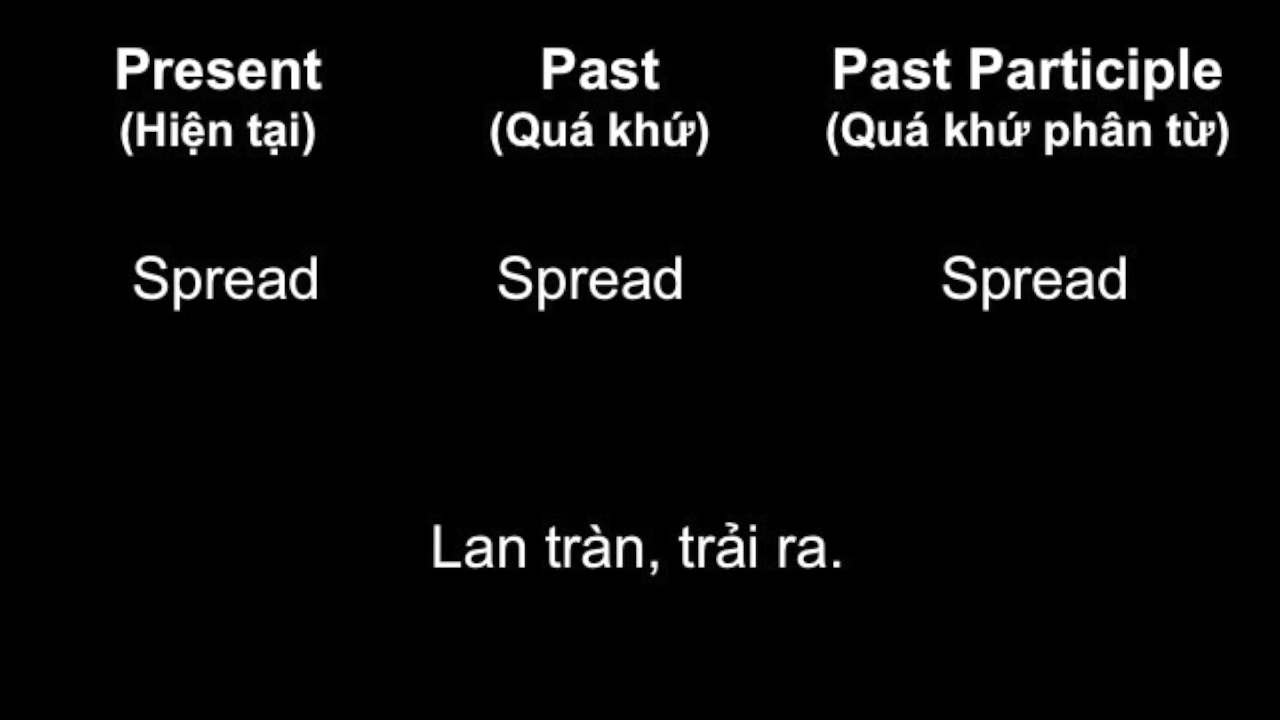 Present Past Past Participle
(Hiện tại) (Quá khứ) (Quá khứ phân từ)
Spread Spread Spread
Lan tràn, trải ra.